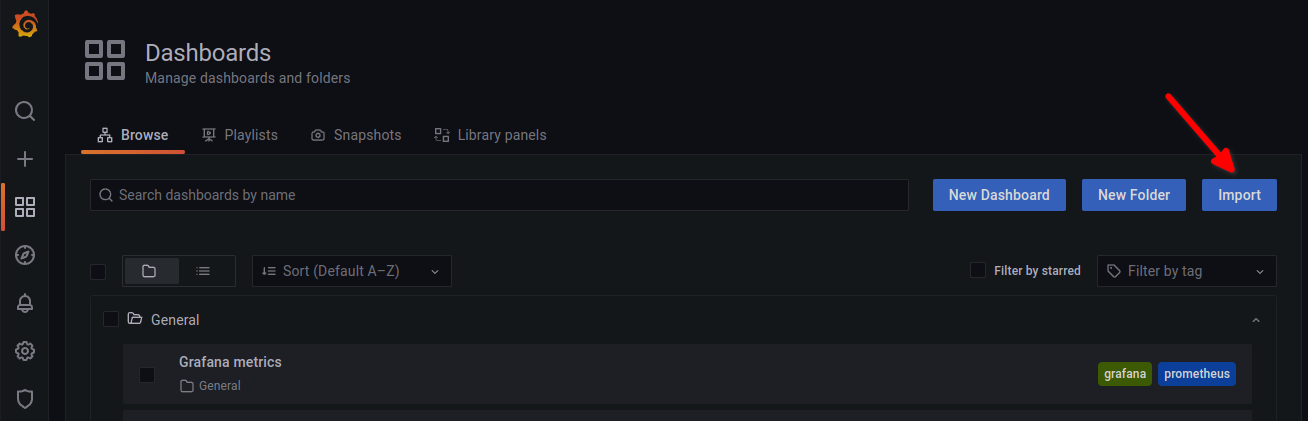 Dashboards
Manage dashboards and folders
Browse Playlists Snapshots Library panels
Search dashboards by name New Dashboard New Folder Import
Sort (Default A–Z) Filter by starred Filter by tag
General
Grafana metrics
General grafana prometheus